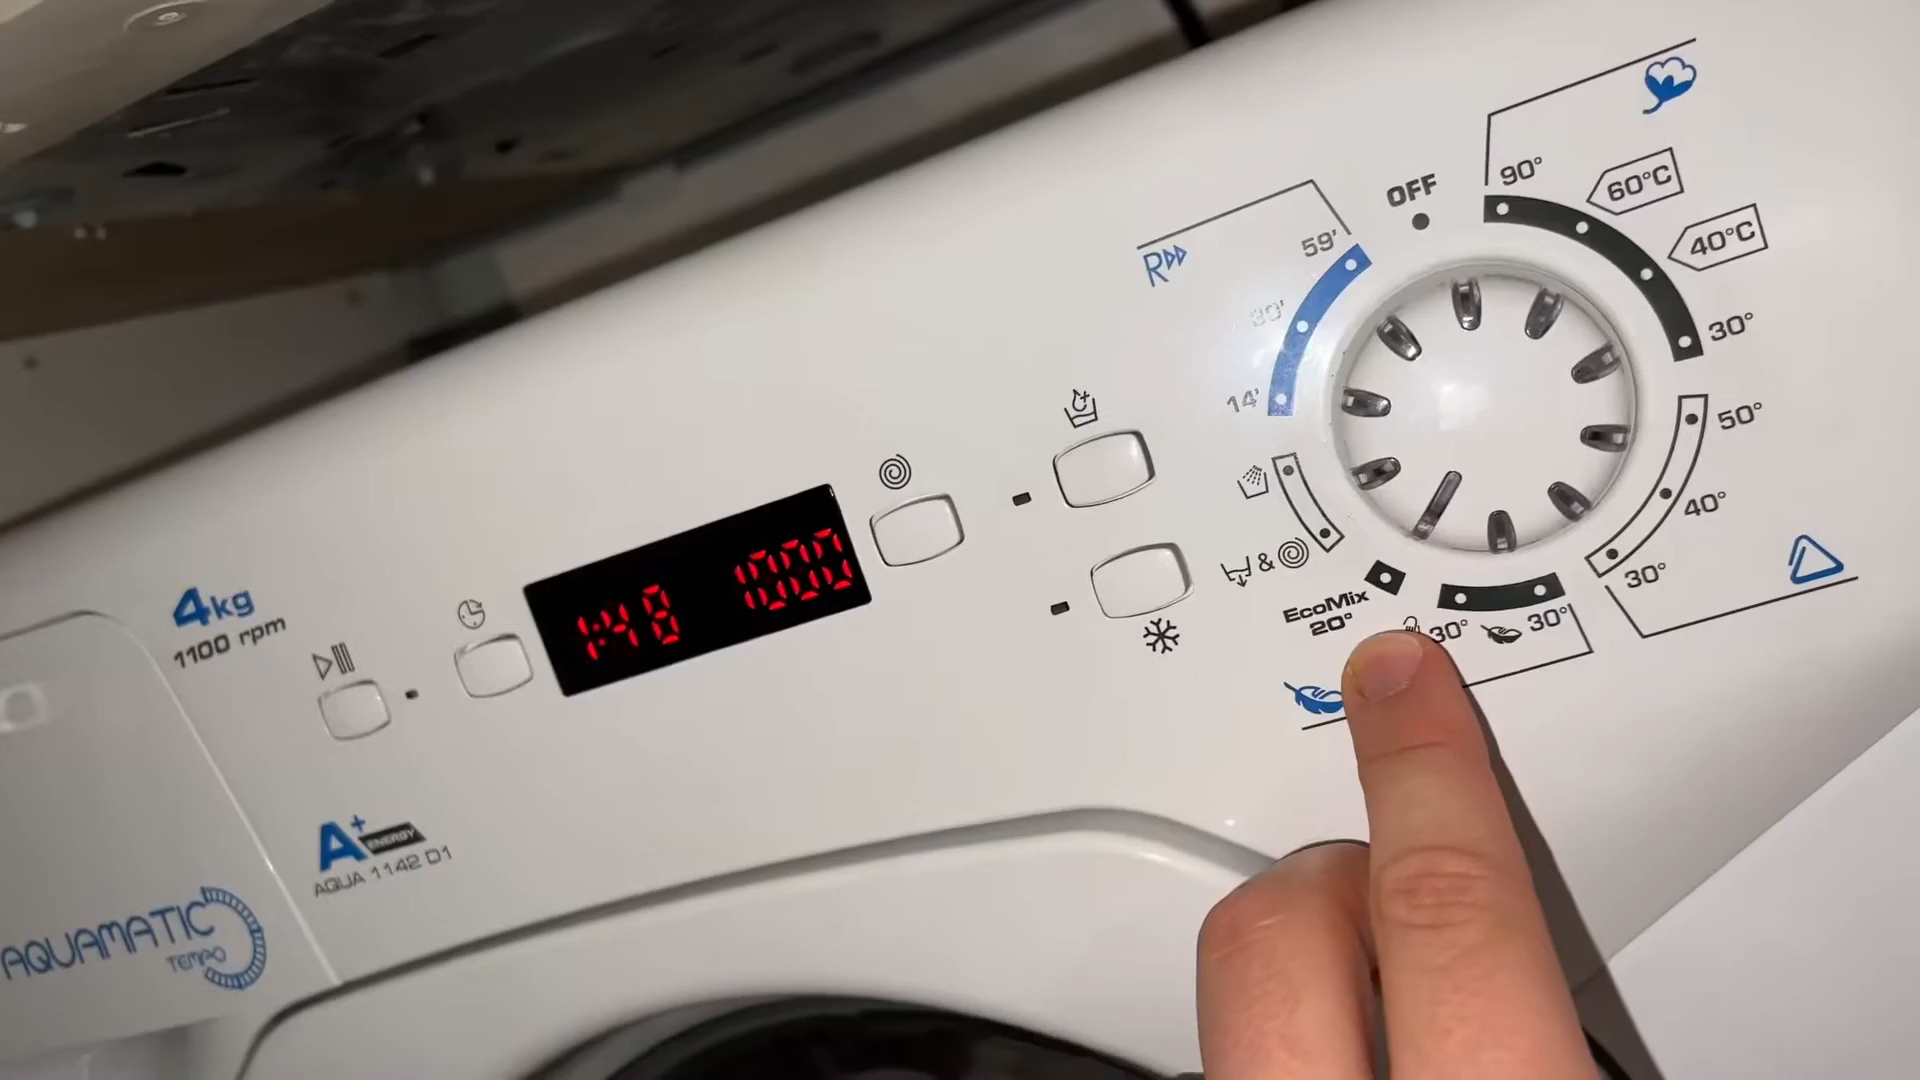 4kg
1100 rpm
1:48 1000
A+ ENERGY
AQUA 1142 D1
AQUAMATIC
TEMPO
OFF
90°
60°C
40°C
30°
50°
40°
30°
30°
30°
EcoMix
20°
&
14'
30'
59'
R